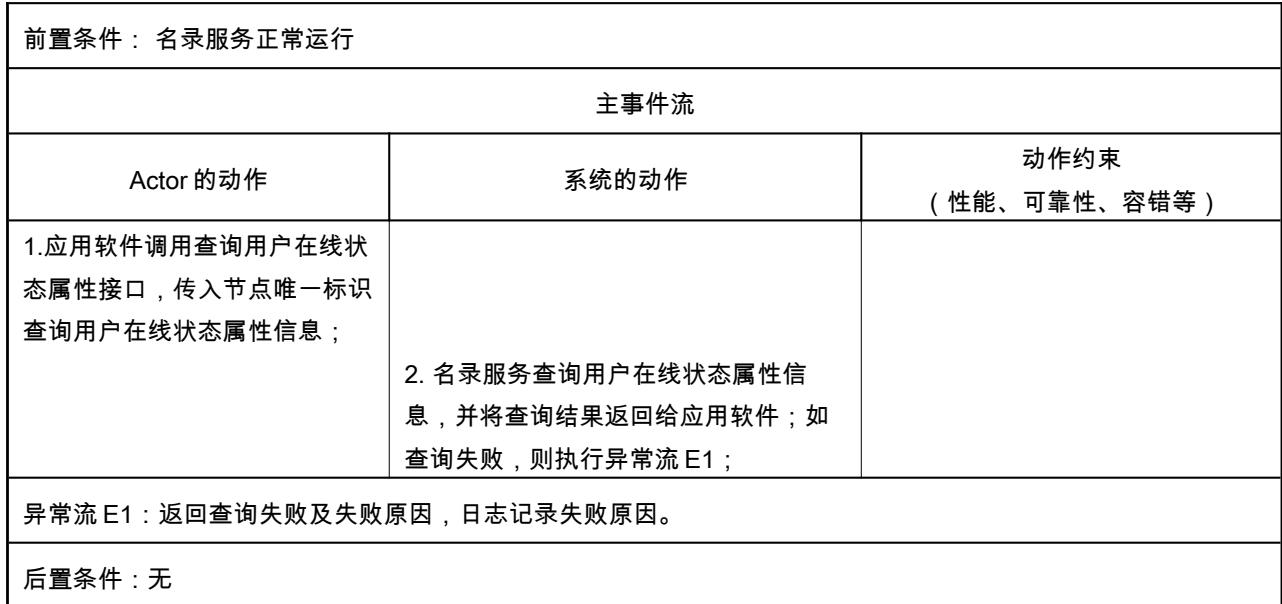 前置条件： 名录服务正常运行
主事件流
Actor 的动作
系统的动作
动作约束
（性能、可靠性、容错等）
1.应用软件调用查询用户在线状
态属性接口，传入节点唯一标识
查询用户在线状态属性信息；
2. 名录服务查询用户在线状态属性信
息，并将查询结果返回给应用软件；如
查询失败，则执行异常流 E1；
异常流 E1：返回查询失败及失败原因，日志记录失败原因。
后置条件：无